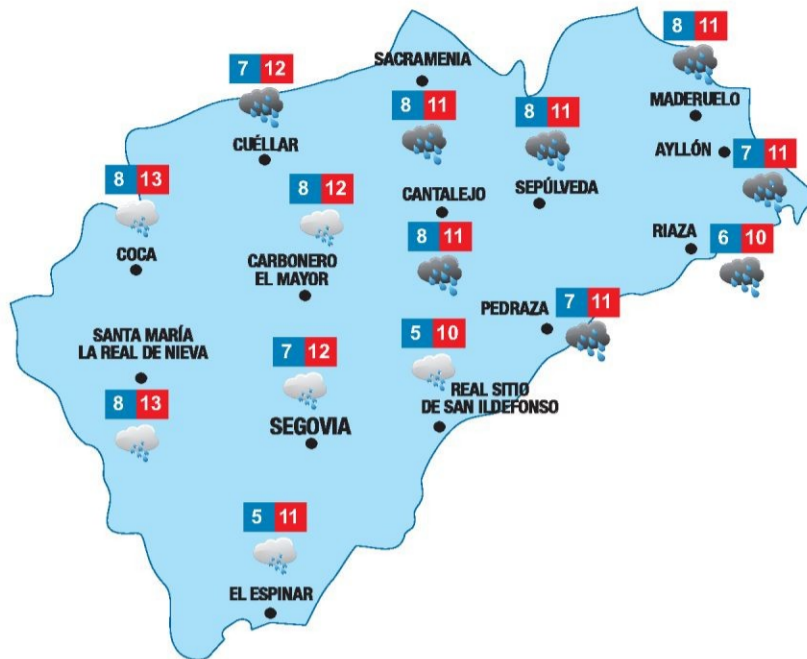 8 11
MADERUELO
SACRAMENIA
7 12
CUÉLLAR
8 11
8 11
SEPÚLVEDA
AYLLÓN
7 11
8 13
COCA
8 12
CARBONERO
EL MAYOR
CANTALEJO
8 11
RIAZA
6 10
PEDRAZA
7 11
SANTA MARÍA
LA REAL DE NIEVA
8 13
7 12
SEGOVIA
5 10
REAL SITIO
DE SAN ILDEFONSO
5 11
EL ESPINAR